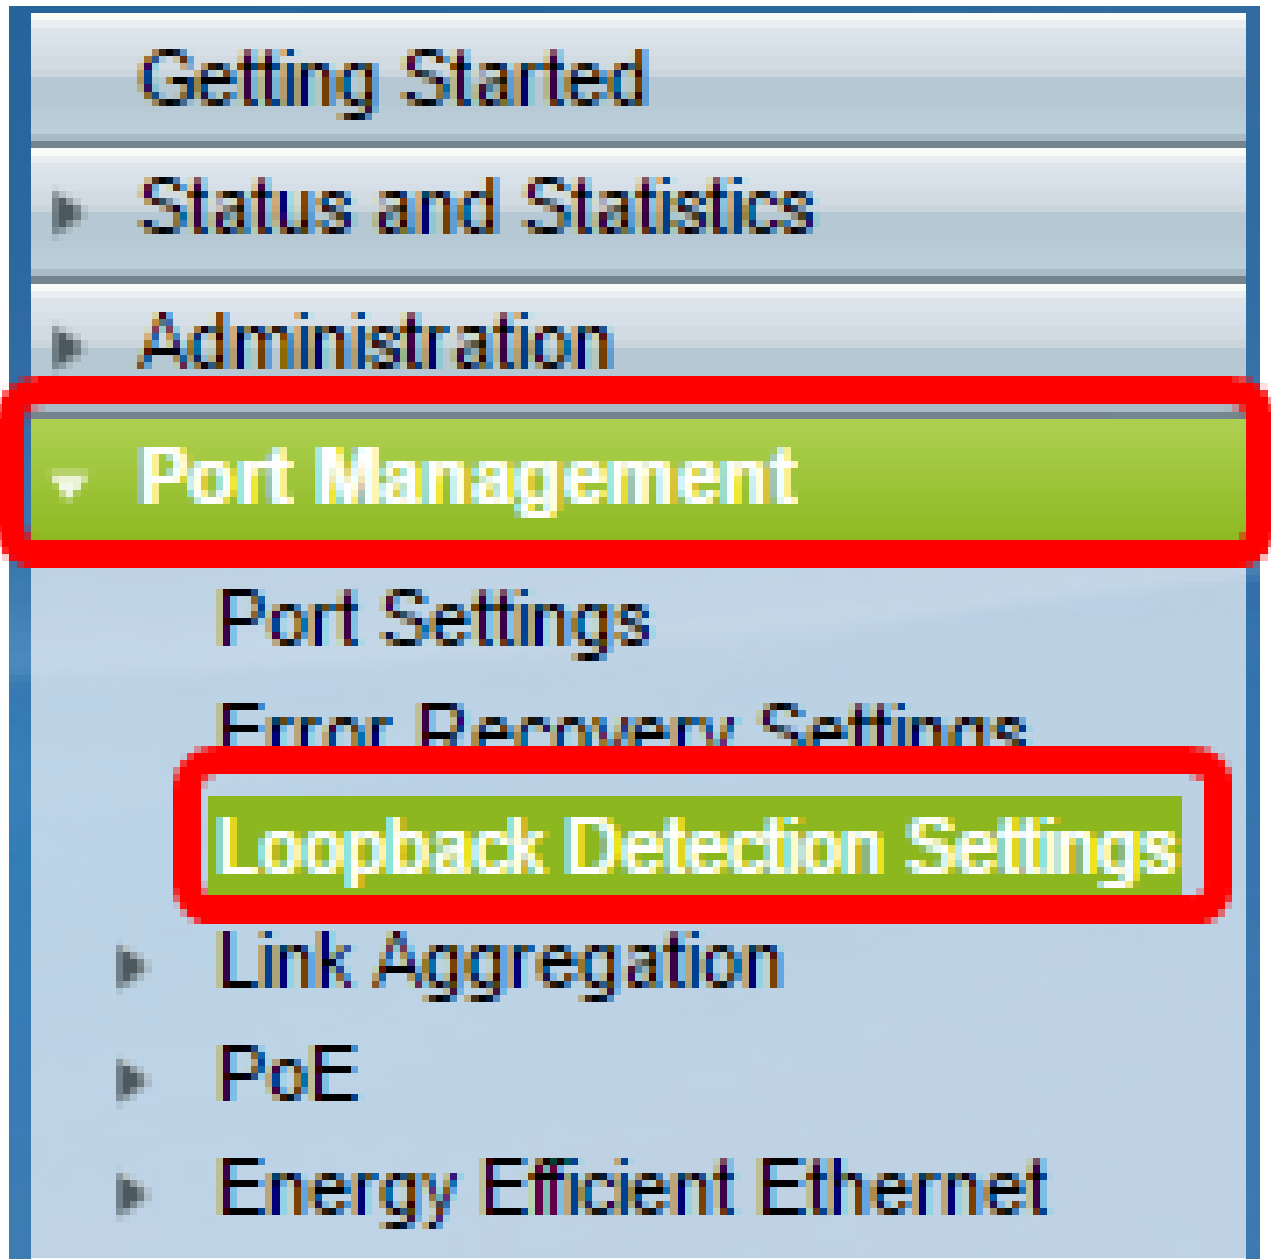 Getting Started
Status and Statistics
Administration
Port Management
Port Settings
Error Recovery Settings
Loopback Detection Settings
Link Aggregation
PoE
Energy Efficient Ethernet